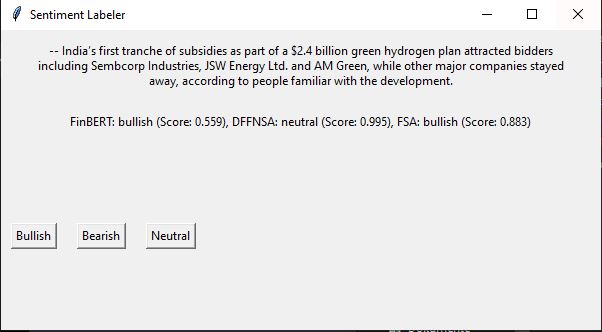 Sentiment Labeler
-- India's first tranche of subsidies as part of a $2.4 billion green hydrogen plan attracted bidders
including Sembcorp Industries, JSW Energy Ltd. and AM Green, while other major companies stayed
away, according to people familiar with the development.
FinBERT: bullish (Score: 0.559), DFFNSA: neutral (Score: 0.995), FSA: bullish (Score: 0.883)
Bullish Bearish Neutral